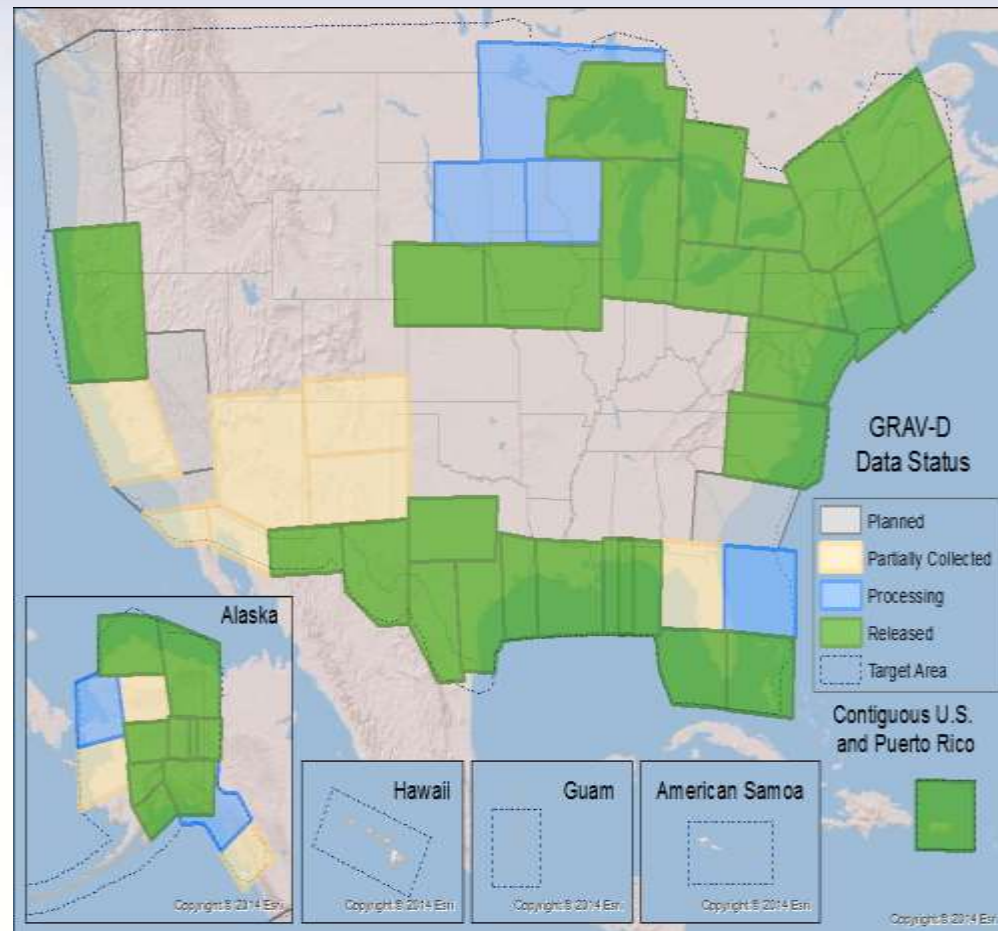 GRAV-D
Data Status
Planned
Partially Collected
Processing
Released
Target Area
Contiguous U.S.
and Puerto Rico
Alaska
Copyright:© 2014 Esri
Hawaii
Copyright:© 2014 Esri
Guam
Copyright:© 2014 Esri
American Samoa
Copyright:© 2014 Esri
Copyright:© 2014 Esri